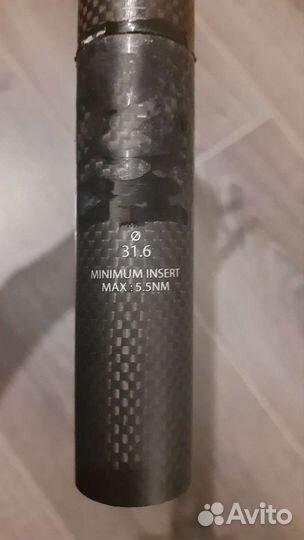 Ø
31.6
MINIMUM INSERT
MAX : 5.5NM
Avito